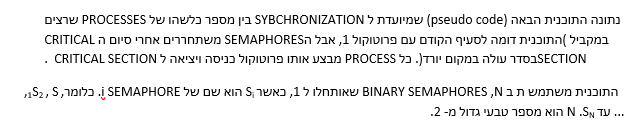 נתונה התוכנית הבאה (pseudo code) שמיועדת ל SYBCHRONIZATION בין מספר כלשהו של PROCESSES שרצים
במקביל )התוכנית דומה לסעיף הקודם עם פרוטוקול 1, אבל הSEMAPHORES משתחררים אחרי סיום ה CRITICAL
SECTIONבסדר עולה במקום יורד(. כל PROCESS מבצע אותו פרוטוקול כניסה ויציאה ל CRITICAL SECTION .
התוכנית משתמש ת ב N, BINARY SEMAPHORES שאותחלו ל 1, כאשר Si הוא שם של i SEMAPHORE. כלומר, S1, S2,
... עד SN. N הוא מספר טבעי גדול מ- 2.